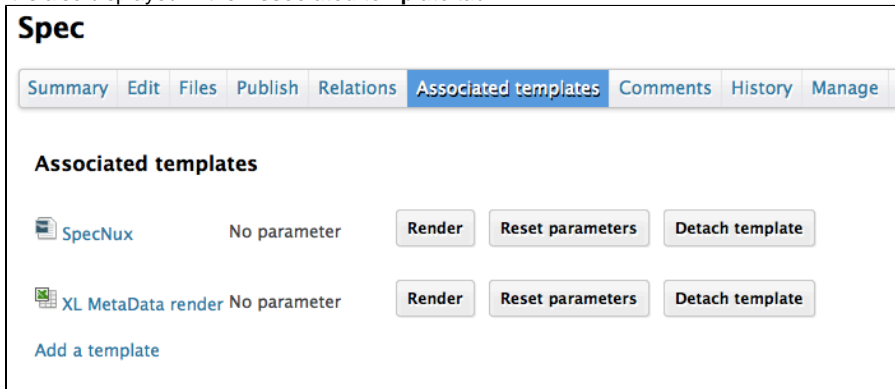 Spec
Summary Edit Files Publish Relations Associated templates Comments History Manage
Associated templates
SpecNux No parameter Render Reset parameters Detach template
XL MetaData render No parameter Render Reset parameters Detach template
Add a template